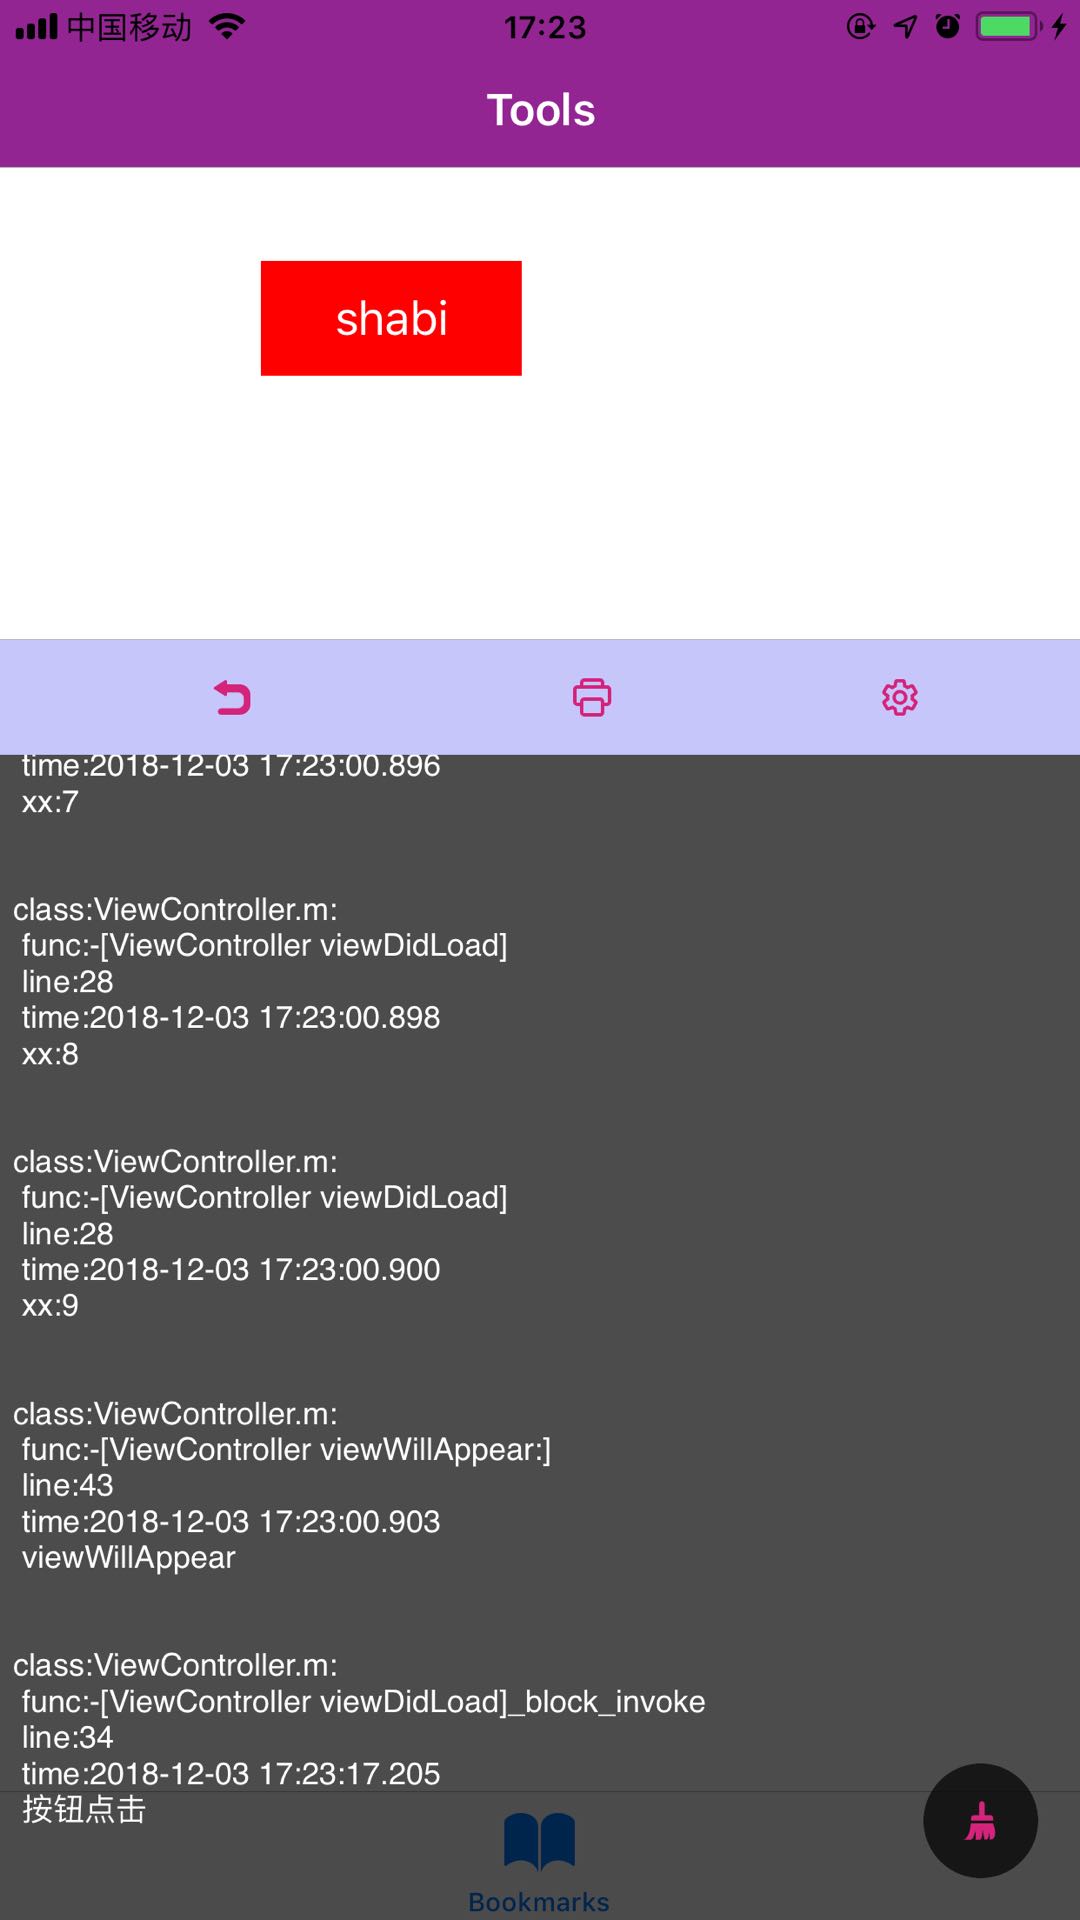 中国移动
17:23
Tools
shabi
time:2018-12-03 17:23:00.896
xx:7
class:ViewController.m:
func:-[ViewController viewDidLoad]
line:28
time:2018-12-03 17:23:00.898
xx:8
class:ViewController.m:
func:-[ViewController viewDidLoad]
line:28
time:2018-12-03 17:23:00.900
xx:9
class:ViewController.m:
func:-[ViewController viewWillAppear:]
line:43
time:2018-12-03 17:23:00.903
viewWillAppear
class:ViewController.m:
func:-[ViewController viewDidLoad]_block_invoke
line:34
time:2018-12-03 17:23:17.205
按钮点击
Bookmarks